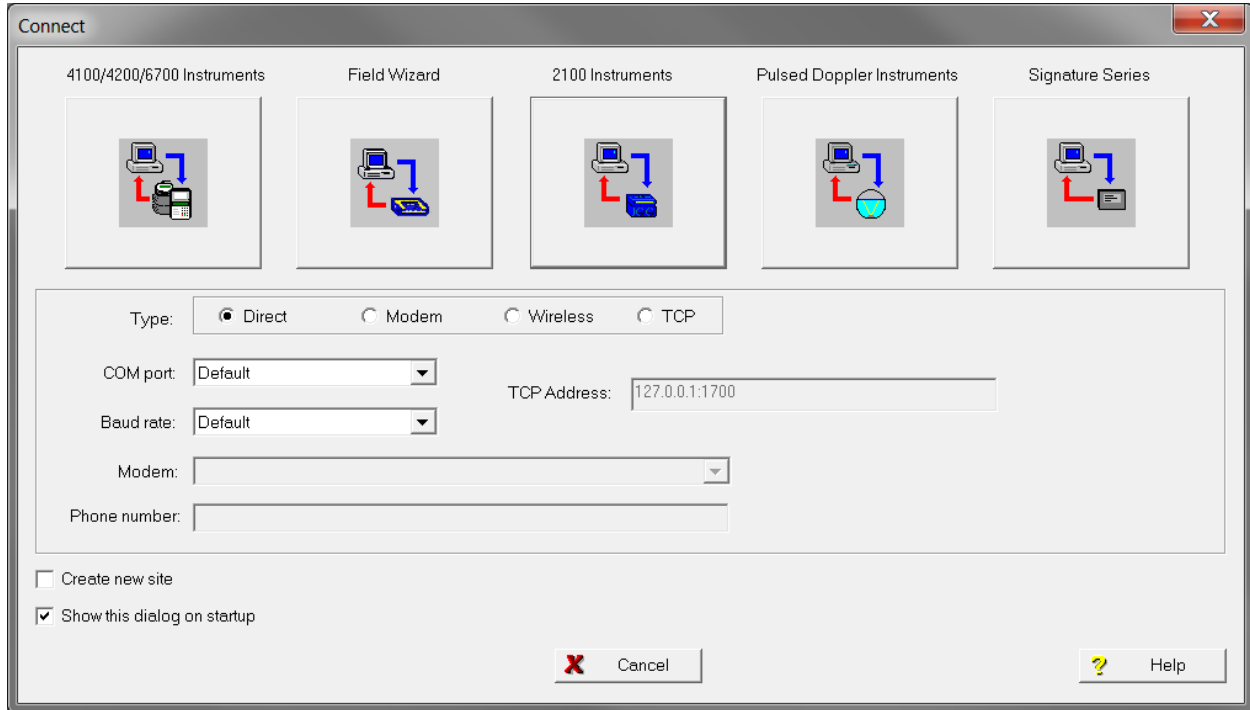 Connect
4100/4200/6700 Instruments Field Wizard 2100 Instruments Pulsed Doppler Instruments Signature Series
Type: Direct Modem Wireless TCP
COM port: Default
TCP Address: 127.0.0.1:1700
Baud rate: Default
Modem:
Phone number:
Create new site
Show this dialog on startup
Cancel Help